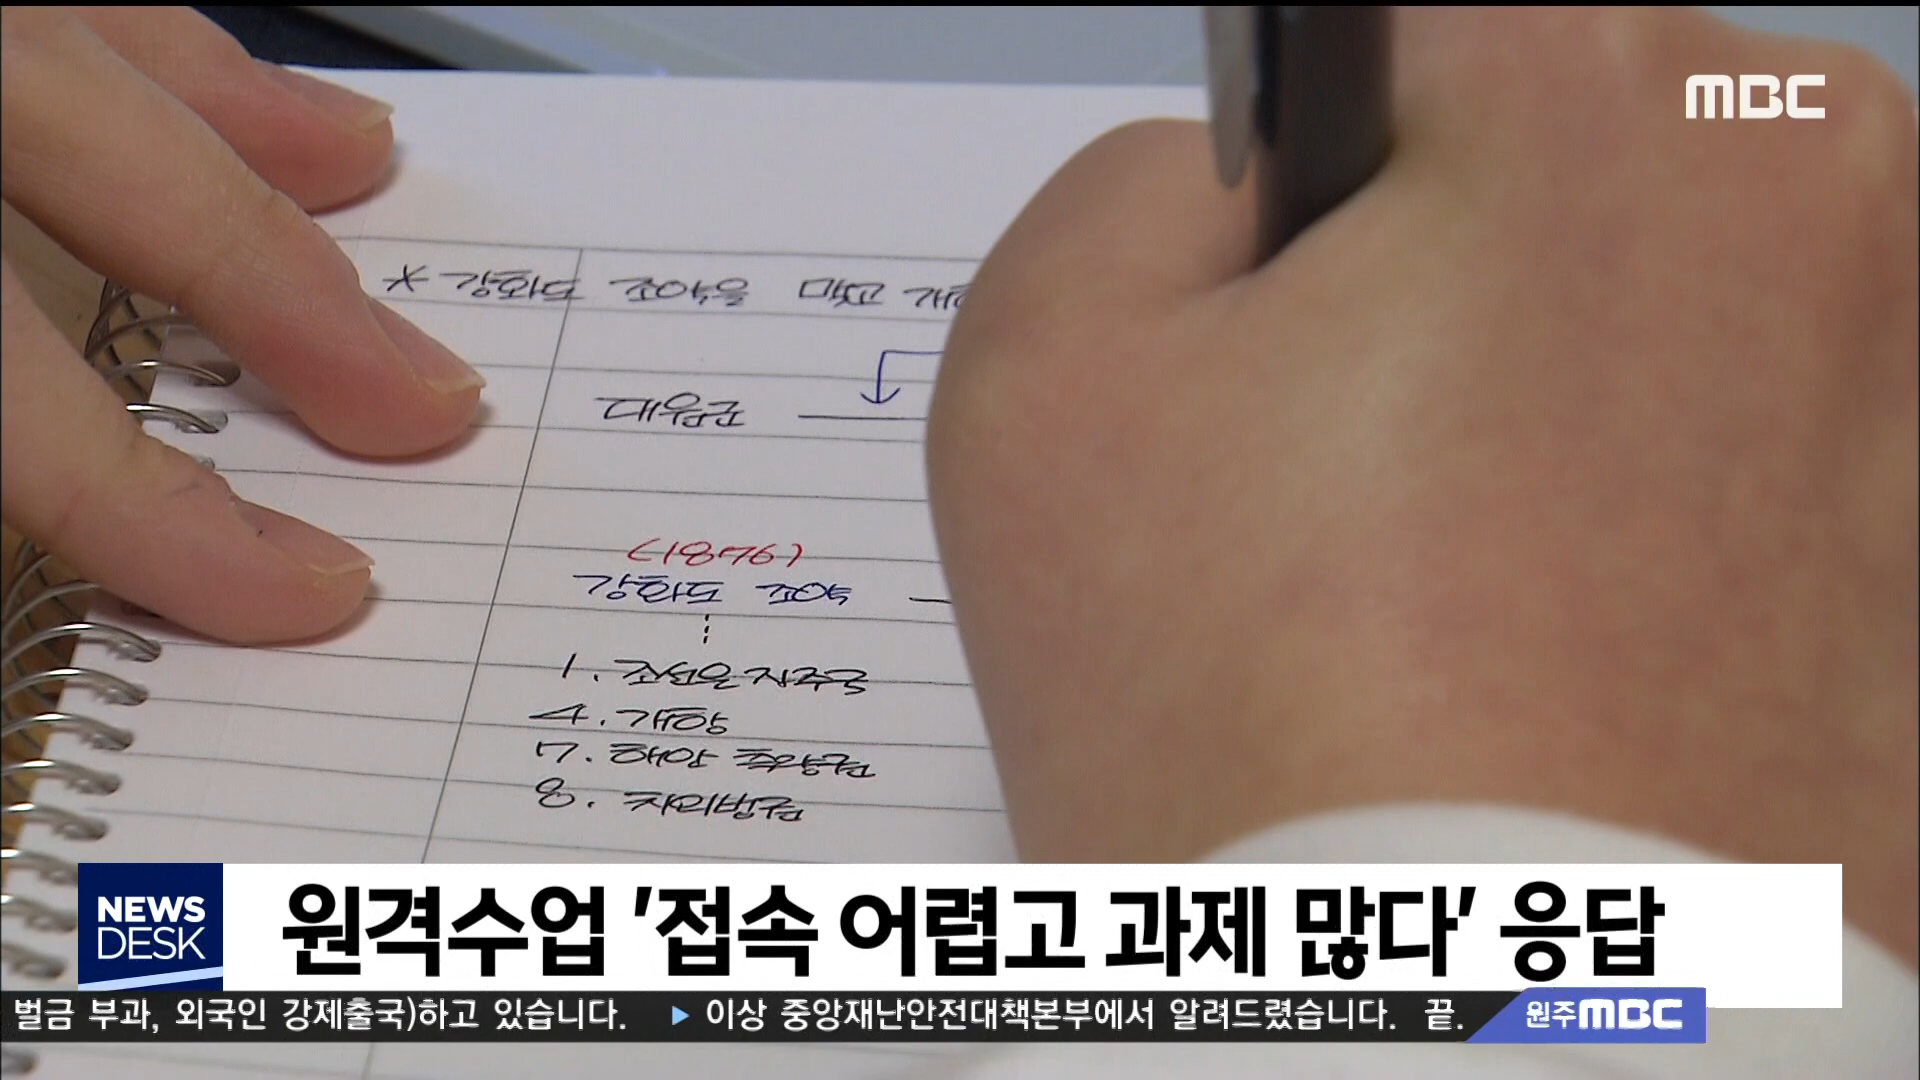 MBC
* 강화도 조약을 맺고
대원군
(1876)
강화도 조약
1. 조선은 자주국
4. 개항
7. 해안 측량권
8. 치외법권
NEWS
DESK
원격수업 '접속 어렵고 과제 많다' 응답
벌금 부과, 외국인 강제출국)하고 있습니다. ▶ 이상 중앙재난안전대책본부에서 알려드렸습니다. 끝.
원주MBC